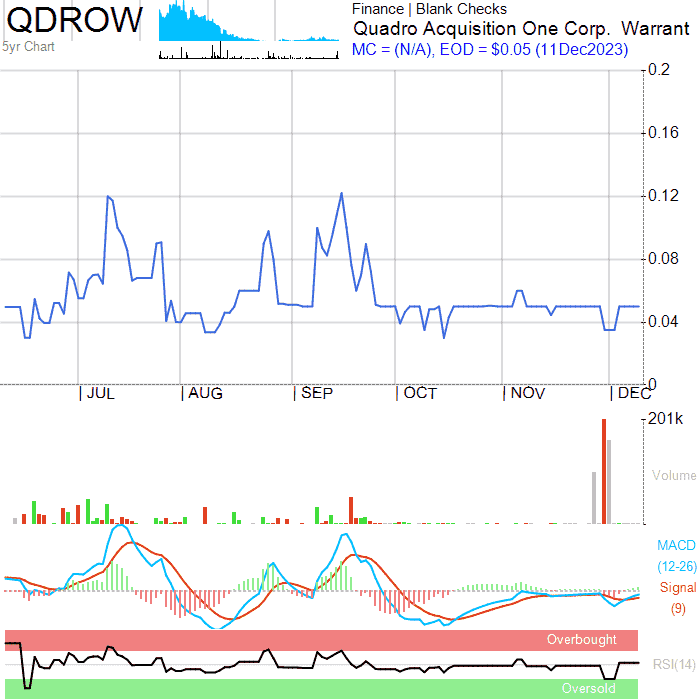 QDROW
5yr Chart
Finance | Blank Checks
Quadro Acquisition One Corp. Warrant
MC = (N/A), EOD = $0.05 (11Dec2023)
0.2
0.16
0.12
0.08
0.04
0
JUL AUG SEP OCT NOV DEC
201k
Volume
MACD
(12-26)
Signal
(9)
Overbought
RSI(14)
Oversold